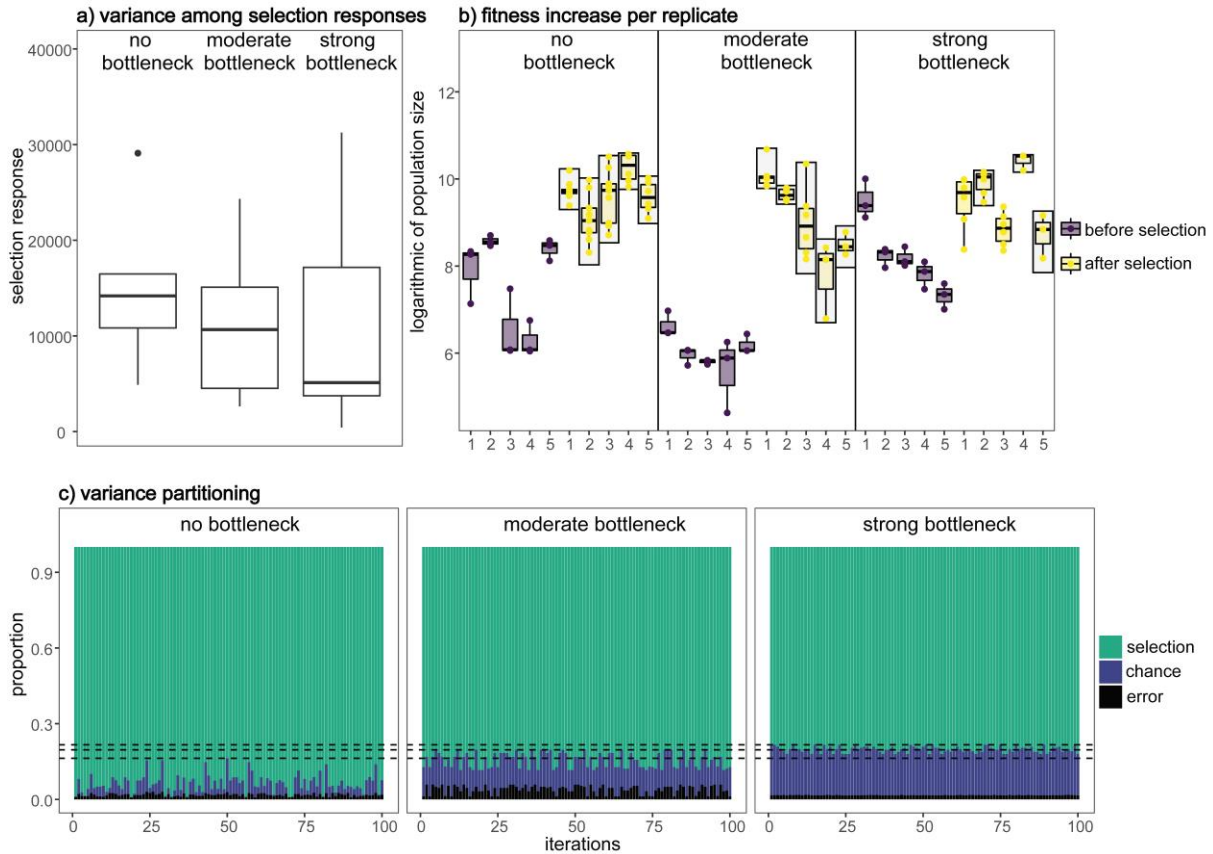 a) variance among selection responses
no bottleneck
moderate bottleneck
strong bottleneck
selection response
40000
30000
20000
10000
0
b) fitness increase per replicate
no bottleneck
moderate bottleneck
strong bottleneck
logarithmic of population size
12
10
8
6
1 2 3 4 5 1 2 3 4 5
1 2 3 4 5 1 2 3 4 5
1 2 3 4 5 1 2 3 4 5
before selection
after selection
c) variance partitioning
no bottleneck
moderate bottleneck
strong bottleneck
proportion
0.9
0.6
0.3
0.0
0 25 50 75 100
0 25 50 75 100
0 25 50 75 100
iterations
selection
chance
error